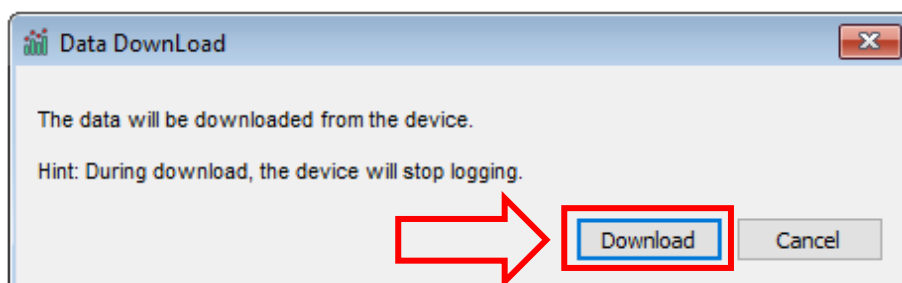 Data DownLoad
The data will be downloaded from the device.
Hint: During download, the device will stop logging.
Download Cancel